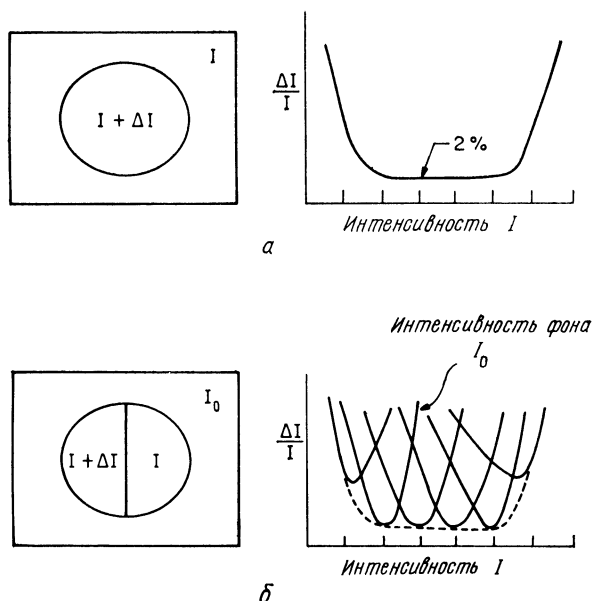 I
I + ΔI
ΔI
I
2%
Интенсивность I
а
Интенсивность фона
I₀
I₀
I + ΔI
I
ΔI
I
Интенсивность I
б